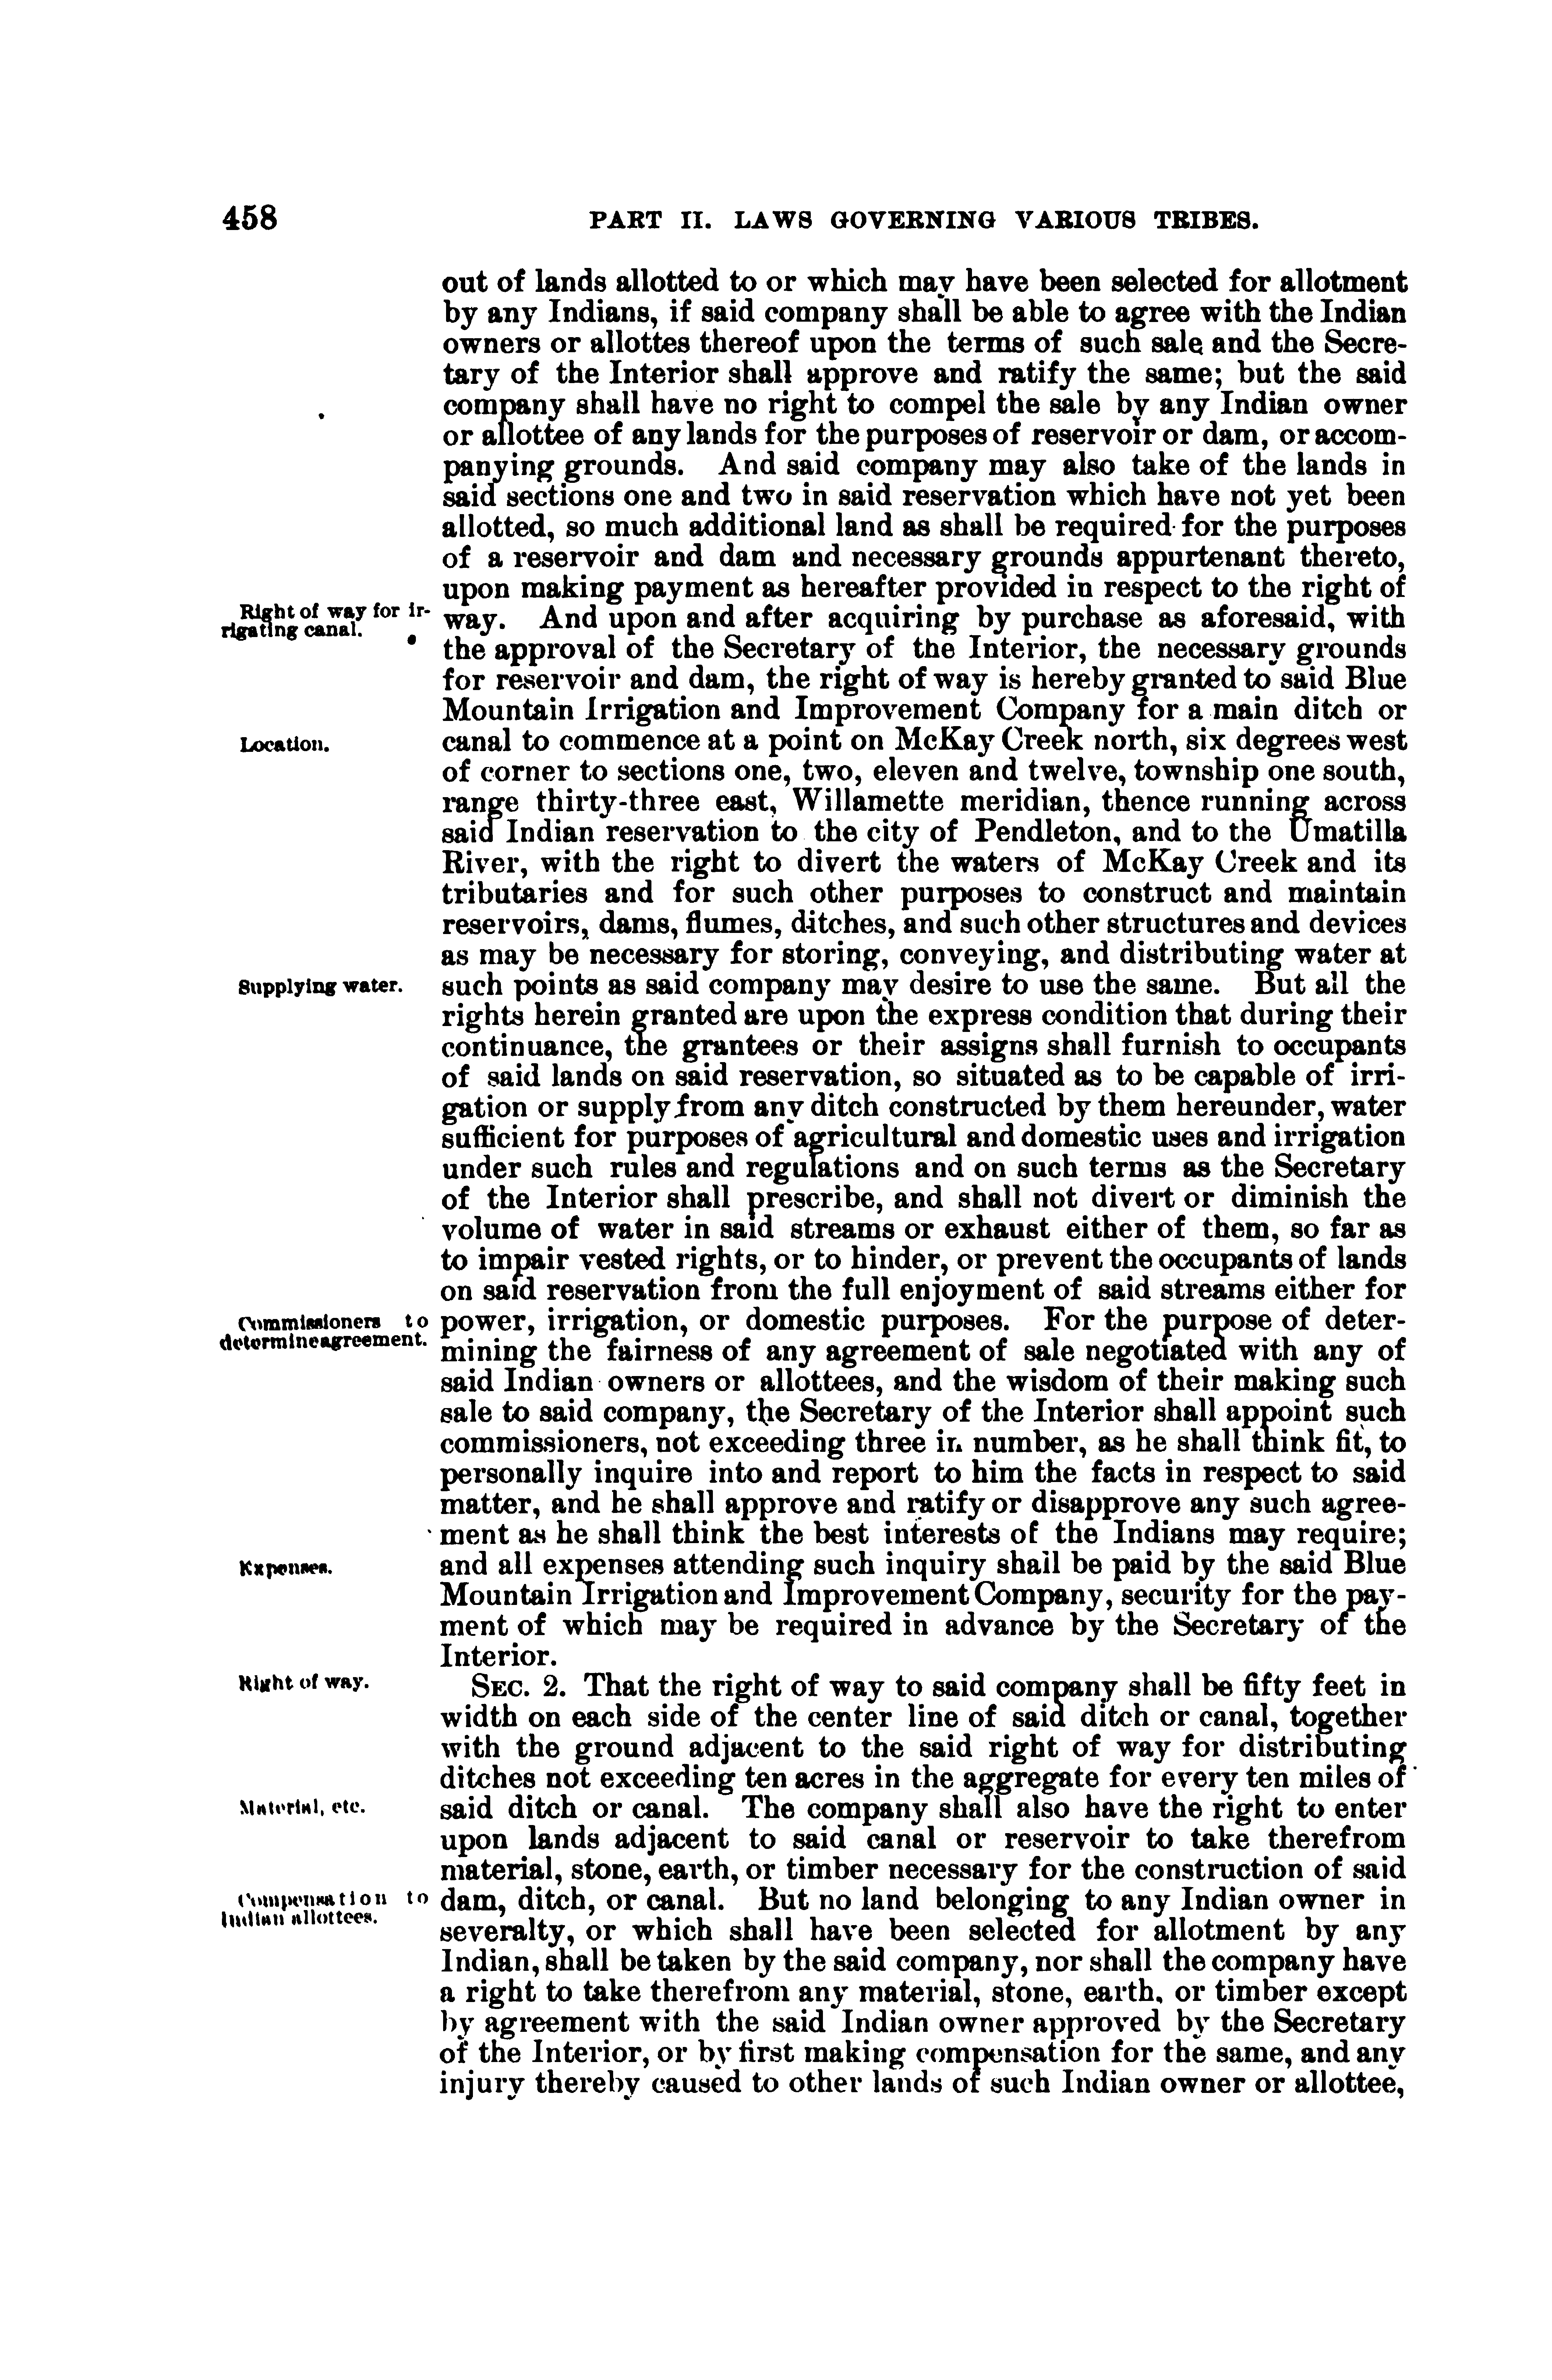 458 PART II. LAWS GOVERNING VARIOUS TRIBES.
out of lands allotted to or which may have been selected for allotment
by any Indians, if said company shall be able to agree with the Indian
owners or allottes thereof upon the terms of such sale and the Secre-
tary of the Interior shall approve and ratify the same; but the said
company shall have no right to compel the sale by any Indian owner
or allottee of any lands for the purposes of reservoir or dam, or accom-
panying grounds. And said company may also take of the lands in
said sections one and two in said reservation which have not yet been
allotted, so much additional land as shall be required for the purposes
of a reservoir and dam and necessary grounds appurtenant thereto,
upon making payment as hereafter provided in respect to the right of
Right of way for ir-
rigating canal.
way. And upon and after acquiring by purchase as aforesaid, with
the approval of the Secretary of the Interior, the necessary grounds
for reservoir and dam, the right of way is hereby granted to said Blue
Mountain Irrigation and Improvement Company for a main ditch or
Location.
canal to commence at a point on McKay Creek north, six degrees west
of corner to sections one, two, eleven and twelve, township one south,
range thirty-three east, Willamette meridian, thence running across
said Indian reservation to the city of Pendleton, and to the Umatilla
River, with the right to divert the waters of McKay Creek and its
tributaries and for such other purposes to construct and maintain
reservoirs, dams, flumes, ditches, and such other structures and devices
as may be necessary for storing, conveying, and distributing water at
Supplying water.
such points as said company may desire to use the same. But all the
rights herein granted are upon the express condition that during their
continuance, the grantees or their assigns shall furnish to occupants
of said lands on said reservation, so situated as to be capable of irri-
gation or supply from any ditch constructed by them hereunder, water
sufficient for purposes of agricultural and domestic uses and irrigation
under such rules and regulations and on such terms as the Secretary
of the Interior shall prescribe, and shall not divert or diminish the
volume of water in said streams or exhaust either of them, so far as
to impair vested rights, or to hinder, or prevent the occupants of lands
on said reservation from the full enjoyment of said streams either for
Commissioners to
determine agreement.
power, irrigation, or domestic purposes. For the purpose of deter-
mining the fairness of any agreement of sale negotiated with any of
said Indian owners or allottees, and the wisdom of their making such
sale to said company, the Secretary of the Interior shall appoint such
commissioners, not exceeding three in number, as he shall think fit, to
personally inquire into and report to him the facts in respect to said
matter, and he shall approve and ratify or disapprove any such agree-
ment as he shall think the best interests of the Indians may require;
Expenses.
and all expenses attending such inquiry shall be paid by the said Blue
Mountain Irrigation and Improvement Company, security for the pay-
ment of which may be required in advance by the Secretary of the
Interior.
Right of way.
SEC. 2. That the right of way to said company shall be fifty feet in
width on each side of the center line of said ditch or canal, together
with the ground adjacent to the said right of way for distributing
ditches not exceeding ten acres in the aggregate for every ten miles of
Material, etc.
said ditch or canal. The company shall also have the right to enter
upon lands adjacent to said canal or reservoir to take therefrom
material, stone, earth, or timber necessary for the construction of said
Compensation to
Indian allottees.
dam, ditch, or canal. But no land belonging to any Indian owner in
severalty, or which shall have been selected for allotment by any
Indian, shall be taken by the said company, nor shall the company have
a right to take therefrom any material, stone, earth, or timber except
by agreement with the said Indian owner approved by the Secretary
of the Interior, or by first making compensation for the same, and any
injury thereby caused to other lands of such Indian owner or allottee,